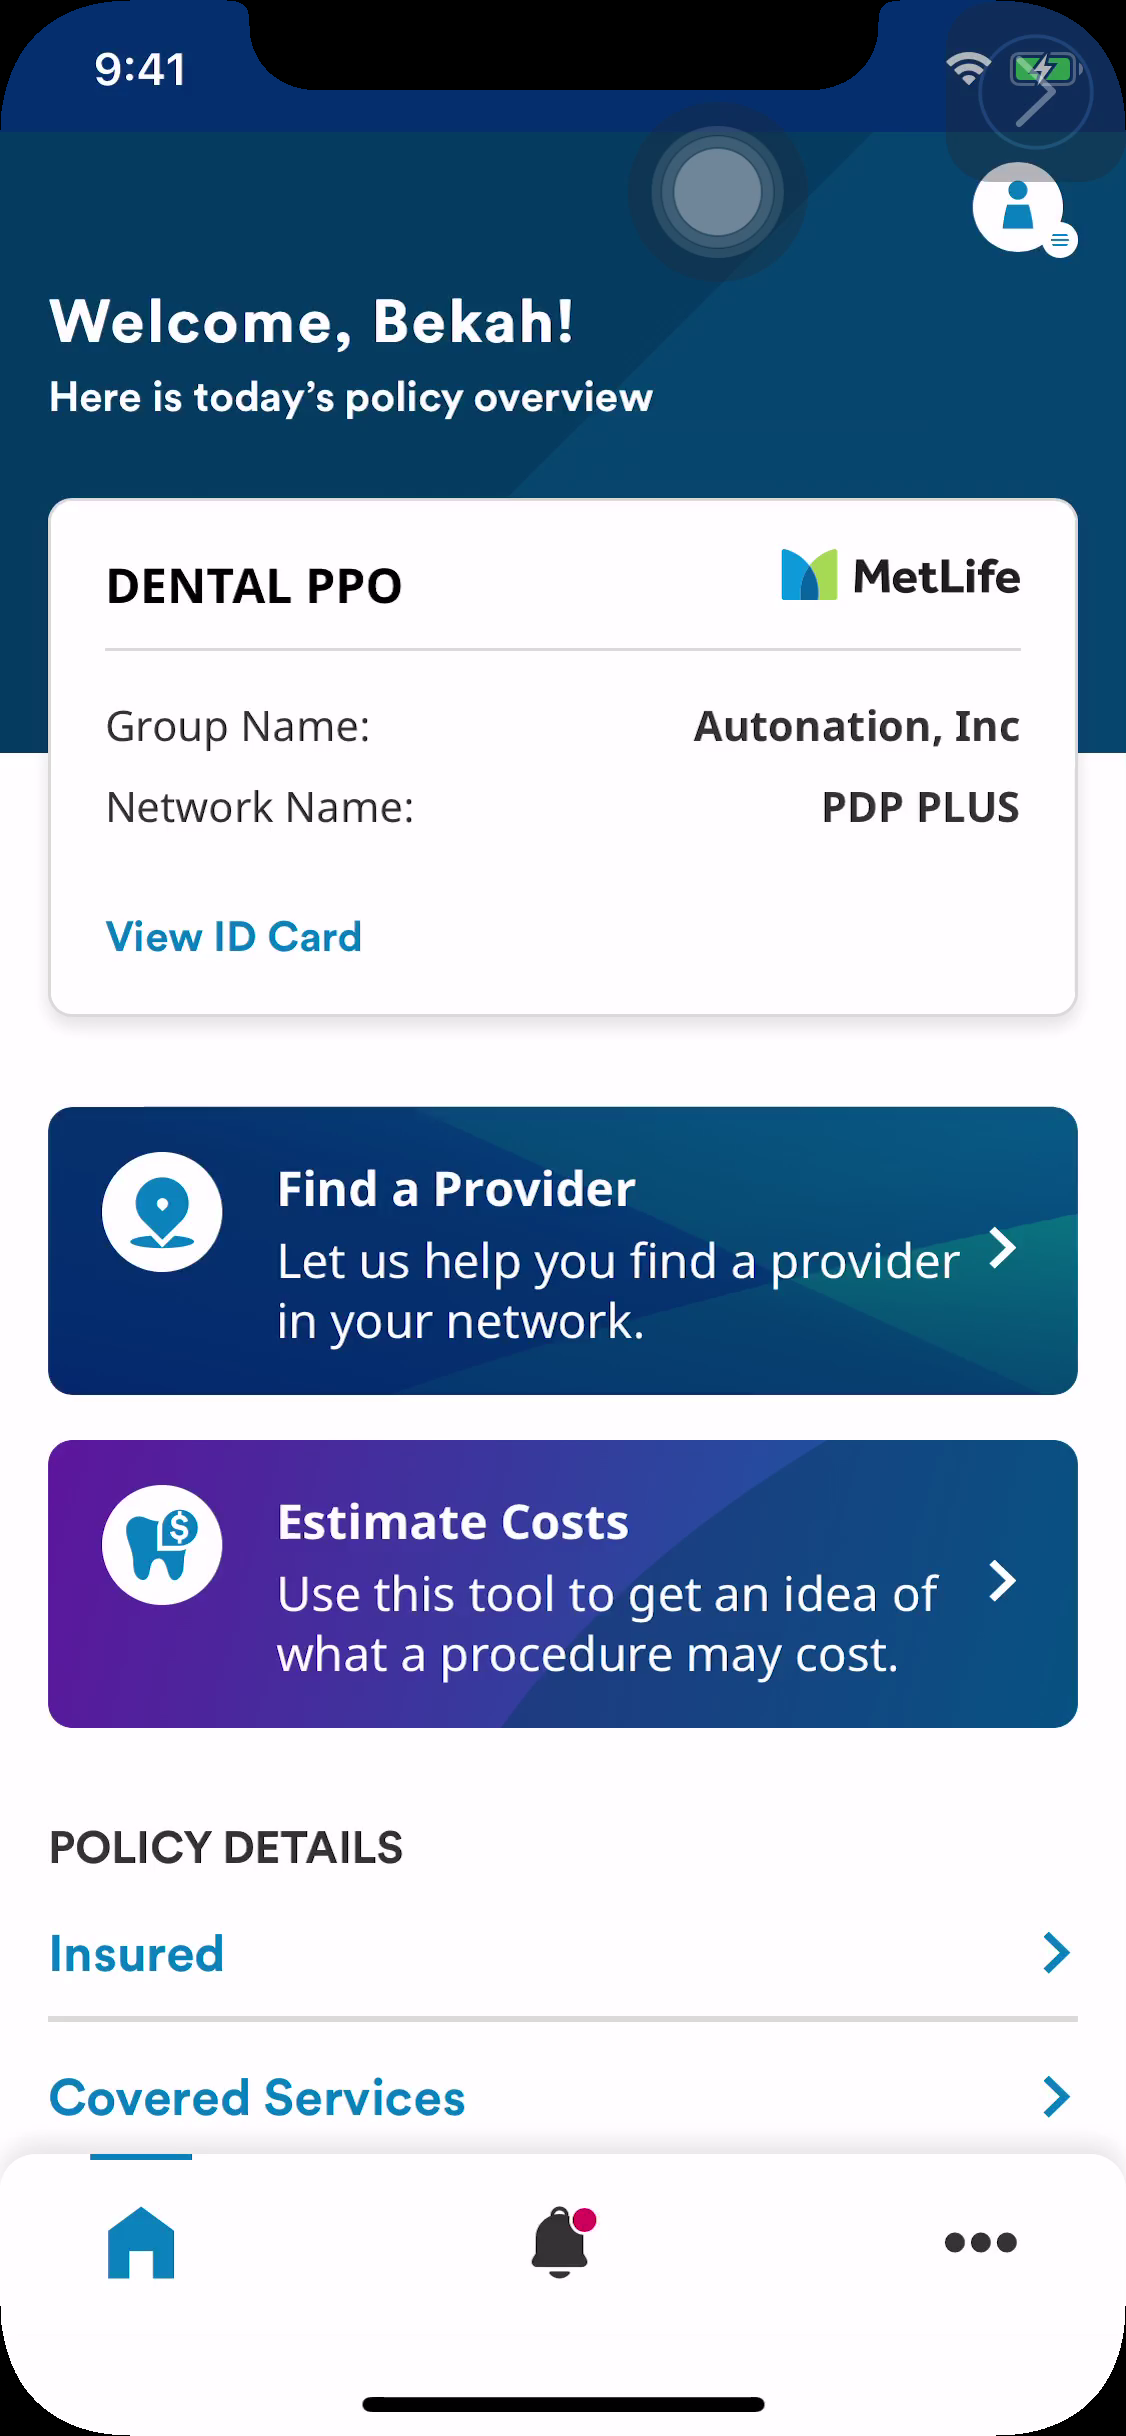 9:41
Welcome, Bekah!
Here is today’s policy overview
DENTAL PPO
MetLife
Group Name: Autonation, Inc
Network Name: PDP PLUS
View ID Card
Find a Provider
Let us help you find a provider
in your network.
$
Estimate Costs
Use this tool to get an idea of
what a procedure may cost.
POLICY DETAILS
Insured
Covered Services